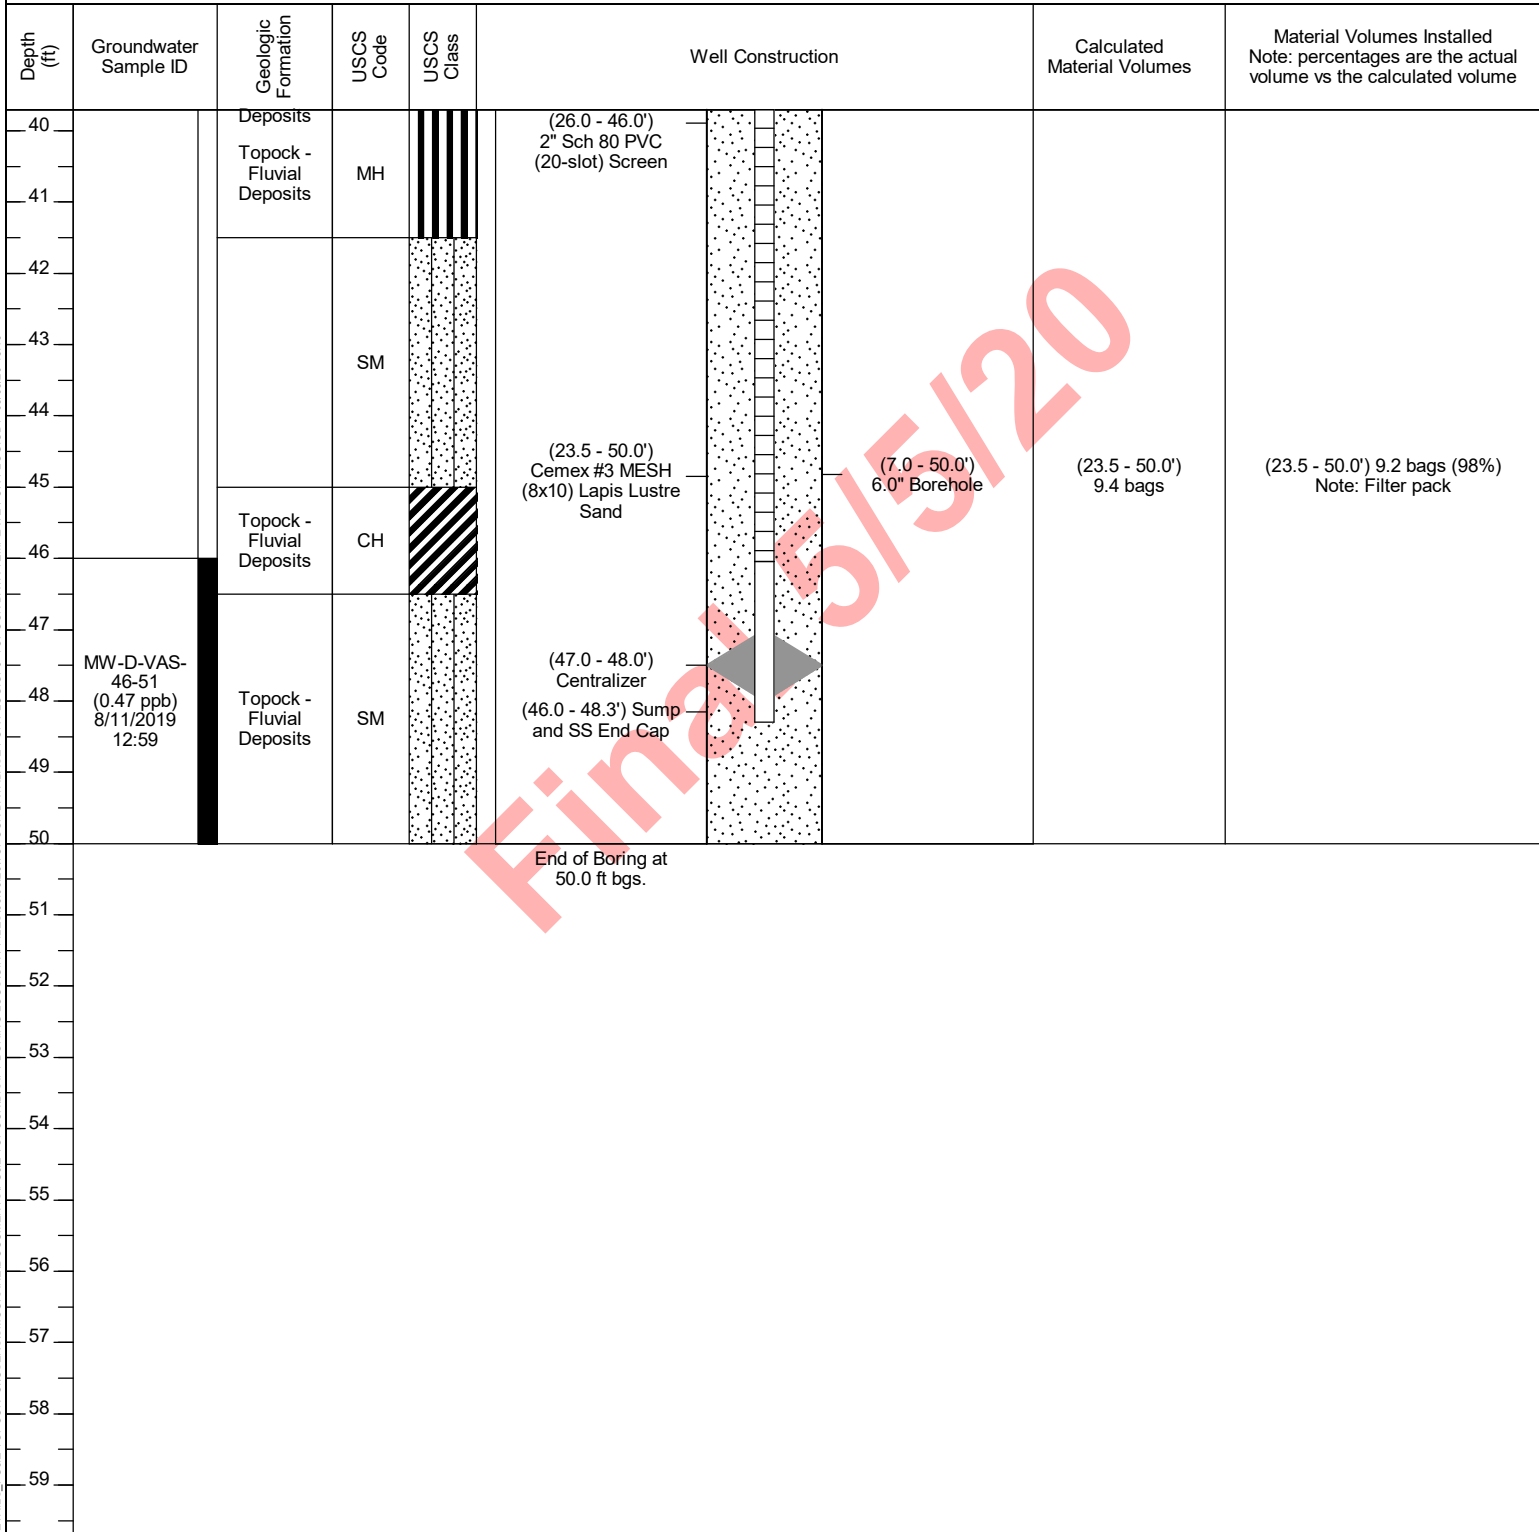 Depth
(ft)
Groundwater
Sample ID
Geologic
Formation
USCS
Code
USCS
Class
Well Construction
Calculated
Material Volumes
Material Volumes Installed
Note: percentages are the actual
volume vs the calculated volume
40
41
42
43
44
45
46
47
48
49
50
51
52
53
54
55
56
57
58
59
MW-D-VAS-
46-51
(0.47 ppb)
8/11/2019
12:59
Deposits
Topock -
Fluvial
Deposits
MH
SM
Topock -
Fluvial
Deposits
CH
Topock -
Fluvial
Deposits
SM
(26.0 - 46.0')
2" Sch 80 PVC
(20-slot) Screen
(23.5 - 50.0')
Cemex #3 MESH
(8x10) Lapis Lustre
Sand
(47.0 - 48.0')
Centralizer
(46.0 - 48.3') Sump
and SS End Cap
End of Boring at
50.0 ft bgs.
(7.0 - 50.0')
6.0" Borehole
(23.5 - 50.0')
9.4 bags
(23.5 - 50.0') 9.2 bags (98%)
Note: Filter pack
Final 5/5/20